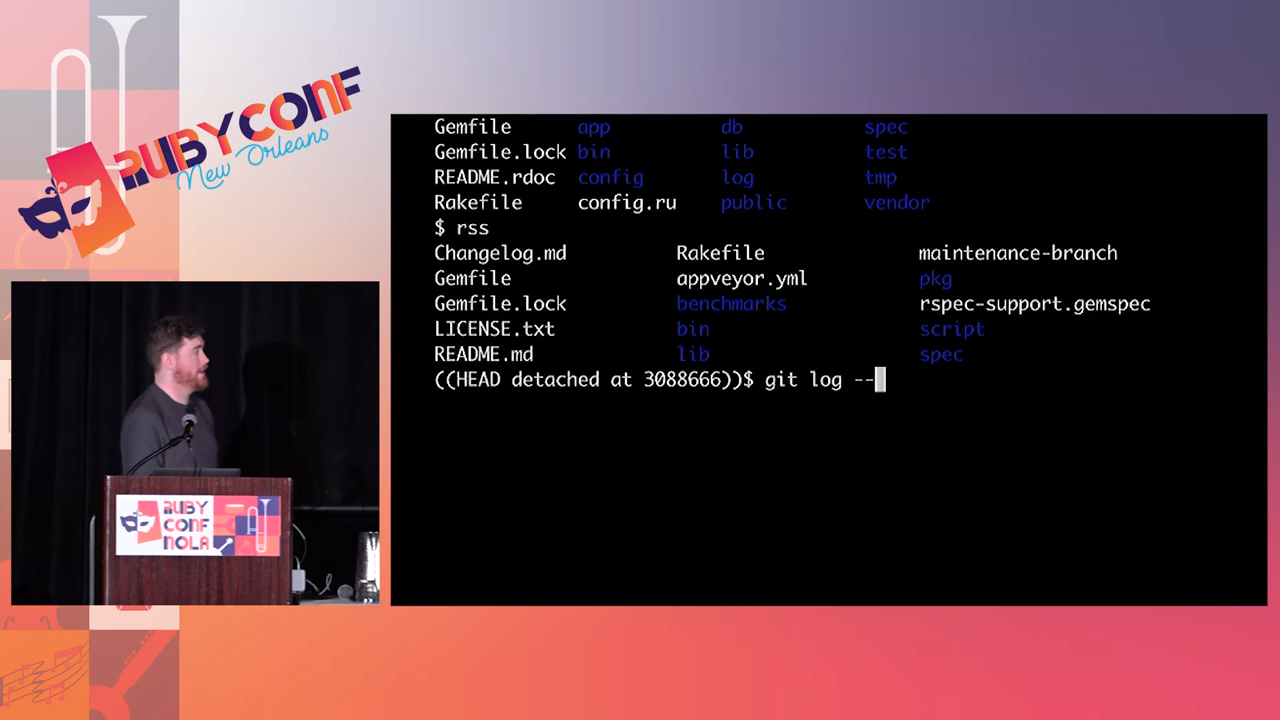 RUBYCONF
New Orleans
Gemfile app db spec
Gemfile.lock bin lib test
README.rdoc config log tmp
Rakefile config.ru public vendor
$ rss
Changelog.md Rakefile maintenance-branch
Gemfile appveyor.yml pkg
Gemfile.lock benchmarks rspec-support.gemspec
LICENSE.txt bin script
README.md lib spec
((HEAD detached at 3088666))$ git log --
RUBY
CONF
NOLA